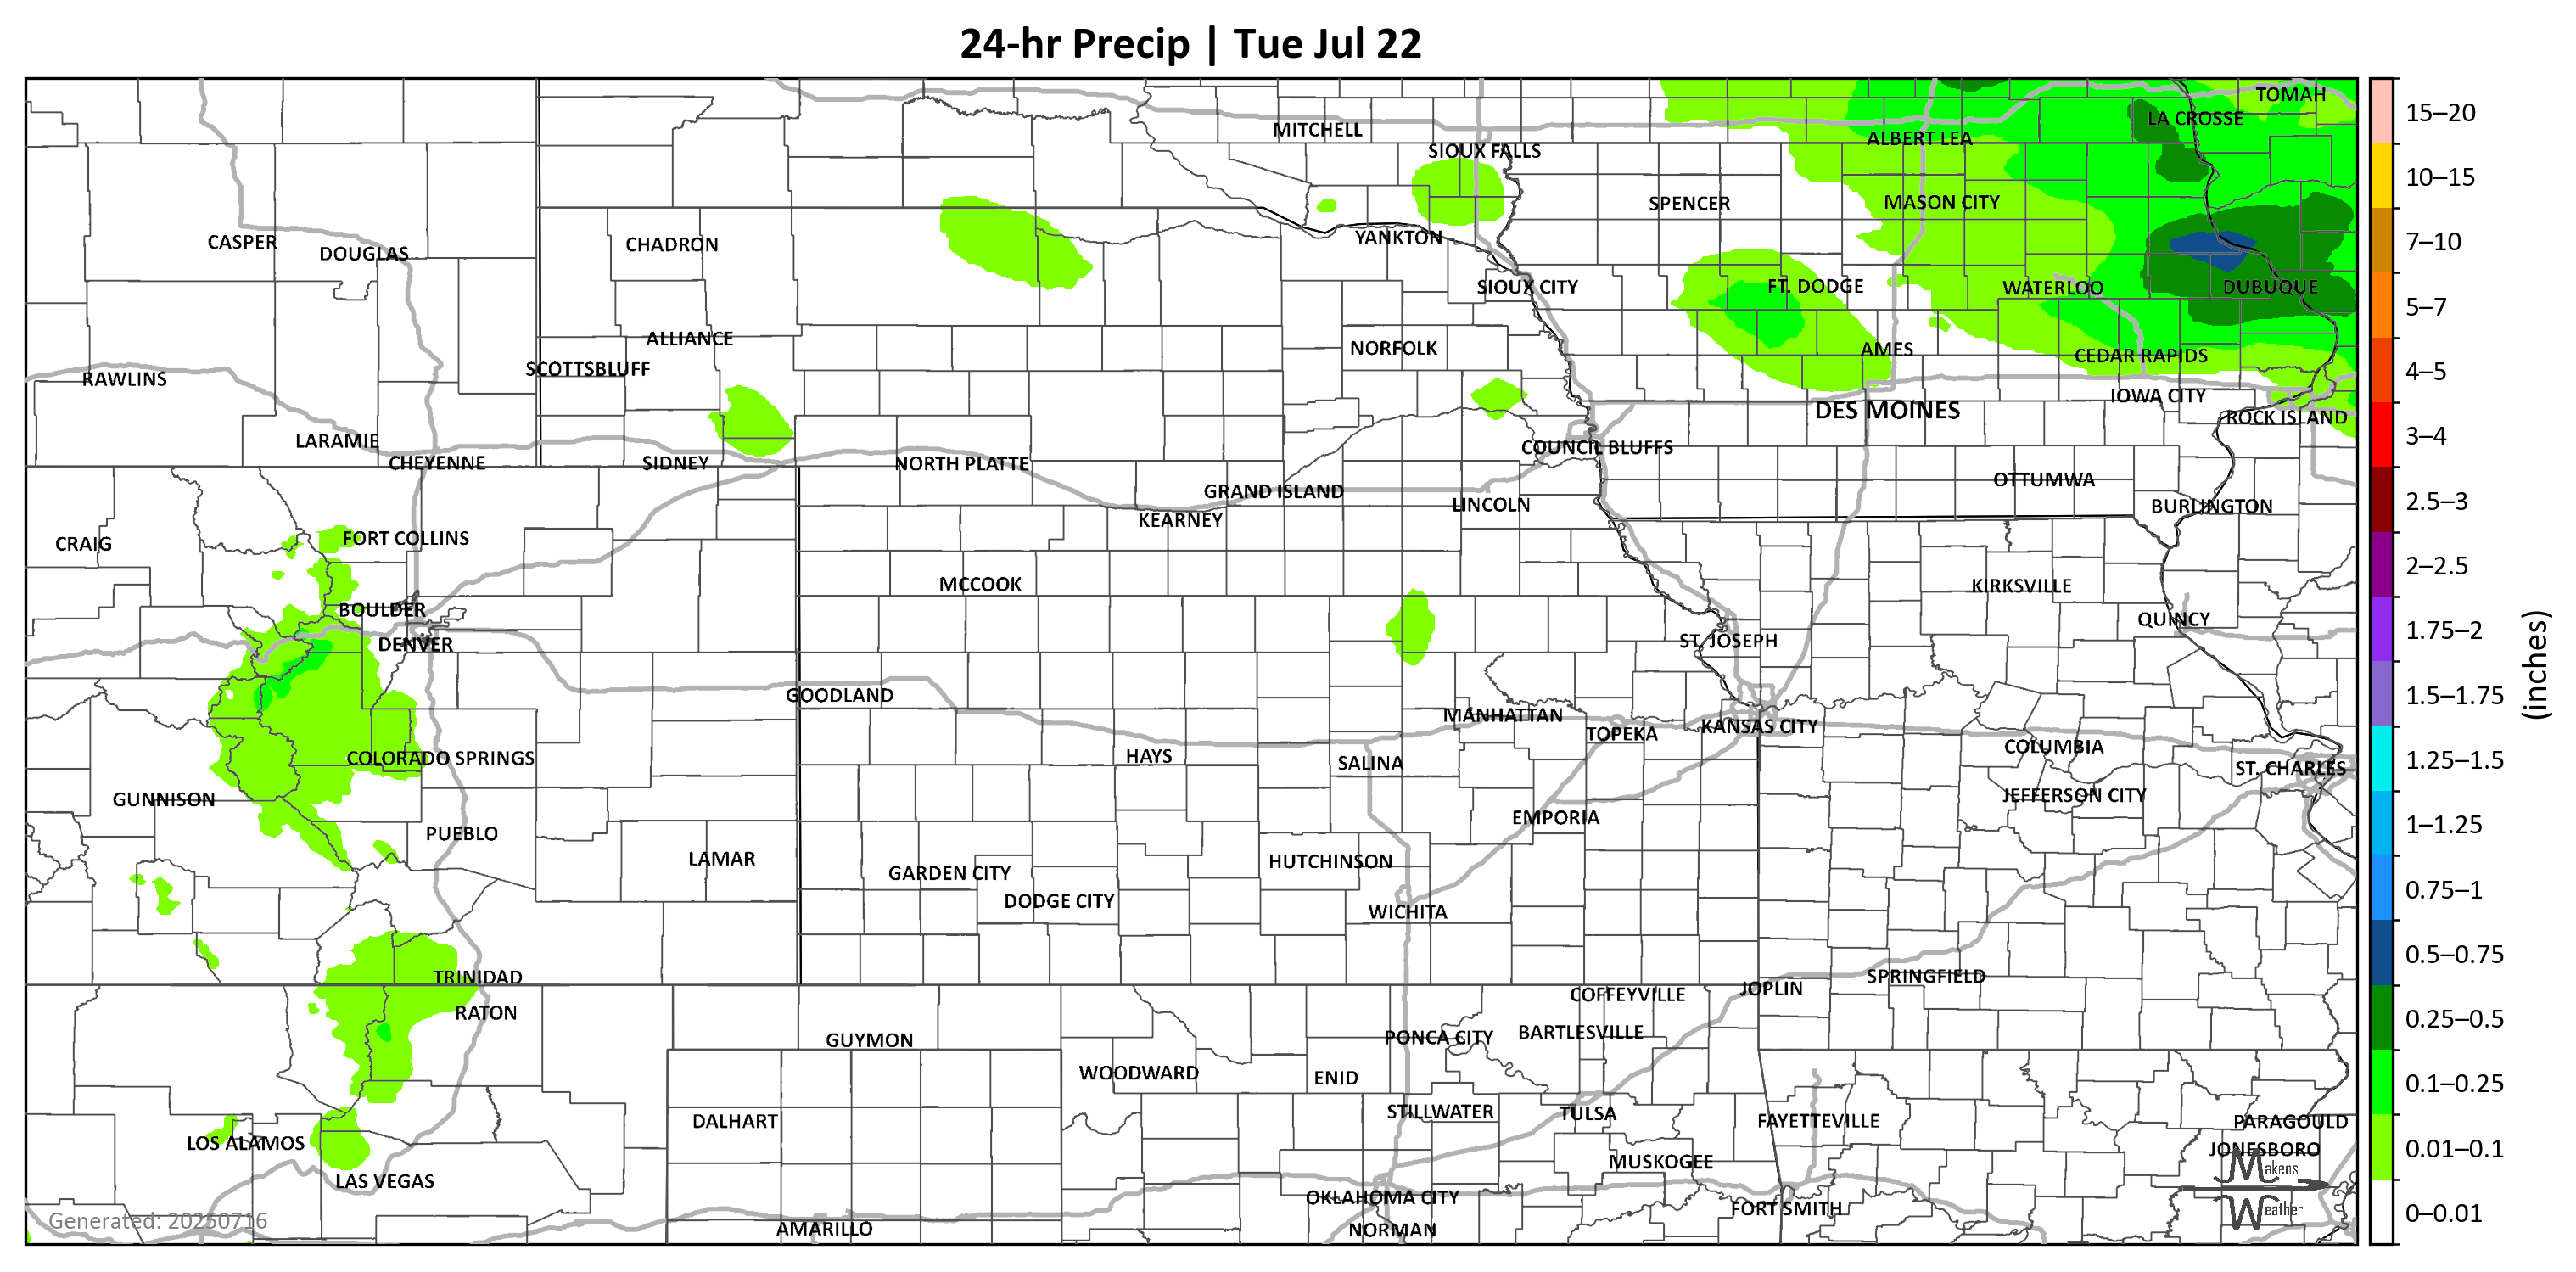 24-hr Precip | Tue Jul 22
TOMAH
LA CROSSE
MITCHELL
ALBERT LEA
SIOUX FALLS
SPENCER
MASON CITY
YANKTON
CASPER
CHADRON
DOUGLAS
SIOUX CITY
FT. DODGE
WATERLOO
DUBUQUE
ALLIANCE
NORFOLK
AMES
CEDAR RAPIDS
SCOTTSBLUFF
RAWLINS
IOWA CITY
DES MOINES
ROCK ISLAND
LARAMIE
COUNCIL BLUFFS
CHEYENNE
SIDNEY
NORTH PLATTE
OTTUMWA
GRAND ISLAND
LINCOLN
BURLINGTON
KEARNEY
CRAIG
FORT COLLINS
MCCOOK
KIRKSVILLE
BOULDER
QUINCY
DENVER
ST. JOSEPH
GOODLAND
MANHATTAN
KANSAS CITY
TOPEKA
COLUMBIA
COLORADO SPRINGS
HAYS
SALINA
ST. CHARLES
GUNNISON
JEFFERSON CITY
EMPORIA
PUEBLO
LAMAR
HUTCHINSON
GARDEN CITY
DODGE CITY
WICHITA
TRINIDAD
SPRINGFIELD
JOPLIN
COFFEYVILLE
RATON
BARTLESVILLE
PONCA CITY
GUYMON
WOODWARD
ENID
STILLWATER
TULSA
DALHART
FAYETTEVILLE
PARAGOULD
LOS ALAMOS
JONESBORO
MUSKOGEE
LAS VEGAS
OKLAHOMA CITY
FORT SMITH
AMARILLO
NORMAN
Makens
Weather
Generated: 20250716
15–20
10–15
7–10
5–7
4–5
3–4
2.5–3
2–2.5
1.75–2
1.5–1.75
1.25–1.5
1–1.25
0.75–1
0.5–0.75
0.25–0.5
0.1–0.25
0.01–0.1
0–0.01
(inches)